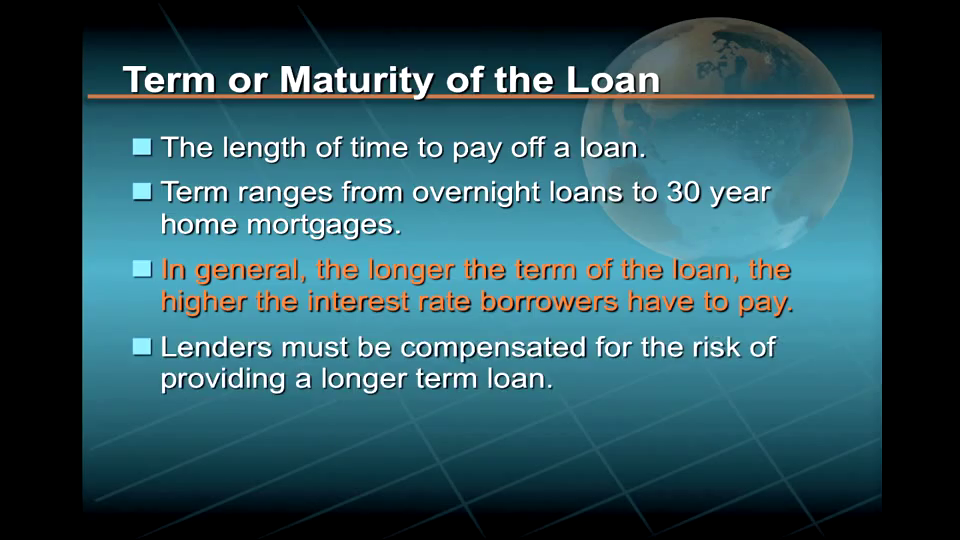 Term or Maturity of the Loan
The length of time to pay off a loan.
Term ranges from overnight loans to 30 year
home mortgages.
In general, the longer the term of the loan, the
higher the interest rate borrowers have to pay.
Lenders must be compensated for the risk of
providing a longer term loan.